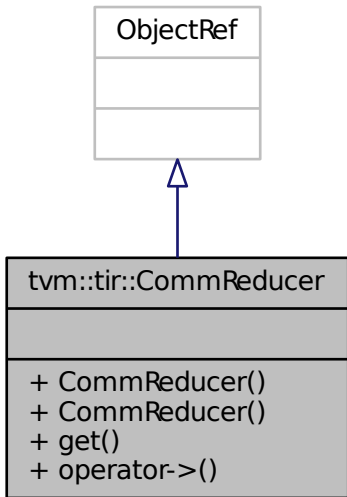 ObjectRef
tvm::tir::CommReducer
+ CommReducer()
+ CommReducer()
+ get()
+ operator->()